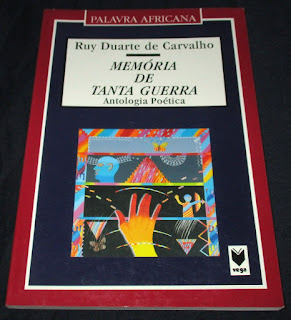 PALAVRA AFRICANA
Ruy Duarte de Carvalho
MEMÓRIA
DE
TANTA GUERRA
Antologia Poética
vega